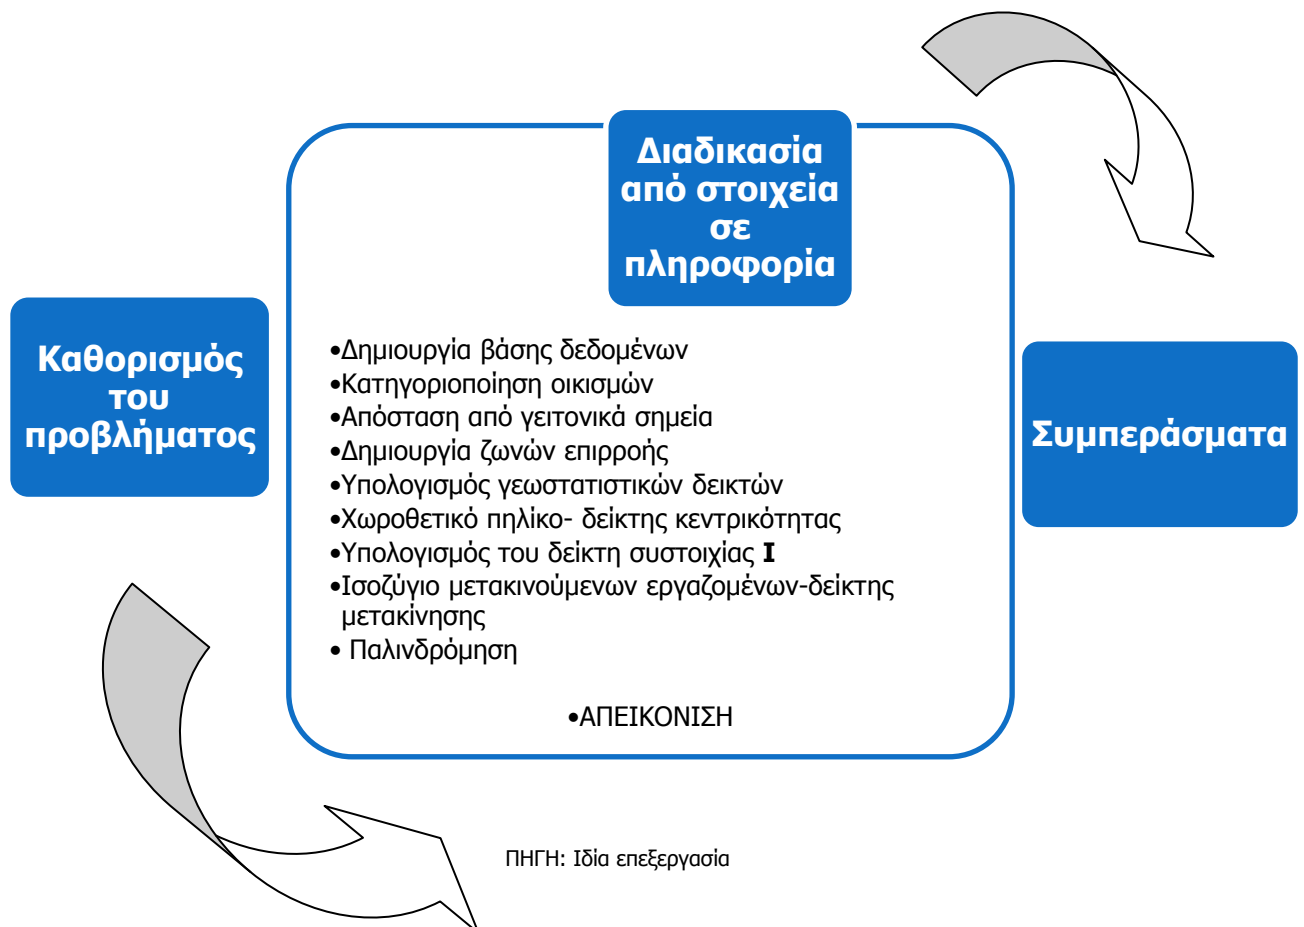 Διαδικασία
από στοιχεία
σε
πληροφορία
Καθορισμός
του
προβλήματος
•Δημιουργία βάσης δεδομένων
•Κατηγοριοποίηση οικισμών
•Απόσταση από γειτονικά σημεία
•Δημιουργία ζωνών επιρροής
•Υπολογισμός γεωστατιστικών δεικτών
•Χωροθετικό πηλίκο- δείκτης κεντρικότητας
•Υπολογισμός του δείκτη συστοιχίας I
•Ισοζύγιο μετακινούμενων εργαζομένων-δείκτης
μετακίνησης
• Παλινδρόμηση
•ΑΠΕΙΚΟΝΙΣΗ
Συμπεράσματα
ΠΗΓΗ: Ιδία επεξεργασία